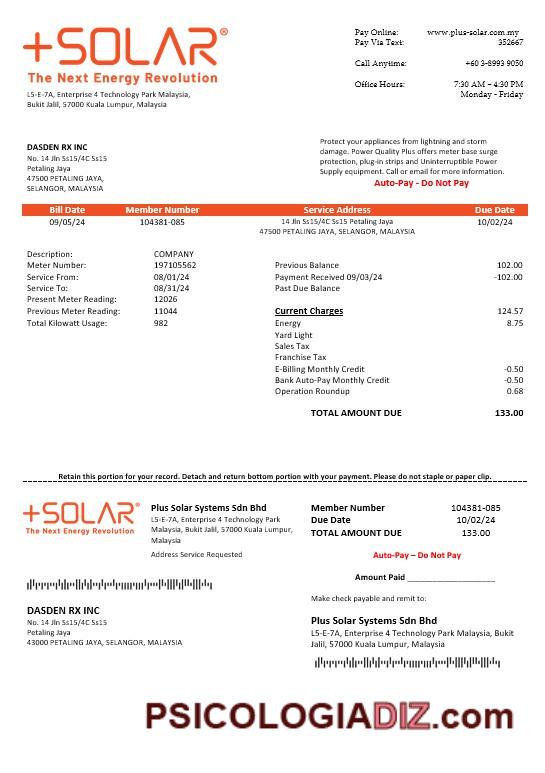 +SOLAR®
The Next Energy Revolution
L5-E-7A, Enterprise 4 Technology Park Malaysia,
Bukit Jalil, 57000 Kuala Lumpur, Malaysia
Pay Online: www.plus-solar.com.my
Pay Via Text: 352667
Call Anytime: +60 3-8993 9050
Office Hours: 7:30 AM – 4:30 PM
Monday - Friday
DASDEN RX INC
No. 14 Jln Ss15/4C Ss15
Petaling Jaya
47500 PETALING JAYA,
SELANGOR, MALAYSIA
Protect your appliances from lightning and storm
damage. Power Quality Plus offers meter base surge
protection, plug-in strips and Uninterruptible Power
Supply equipment. Call or email for more information.
Auto-Pay - Do Not Pay
Bill Date Member Number Service Address Due Date
09/05/24 104381-085 14 Jln Ss15/4C Ss15 Petaling Jaya 10/02/24
47500 PETALING JAYA, SELANGOR, MALAYSIA
Description: COMPANY
Meter Number: 197105562
Service From: 08/01/24
Service To: 08/31/24
Present Meter Reading: 12026
Previous Meter Reading: 11044
Total Kilowatt Usage: 982
Previous Balance 102.00
Payment Received 09/03/24 -102.00
Past Due Balance
Current Charges 124.57
Energy 8.75
Yard Light
Sales Tax
Franchise Tax
E-Billing Monthly Credit -0.50
Bank Auto-Pay Monthly Credit -0.50
Operation Roundup 0.68
TOTAL AMOUNT DUE 133.00
Retain this portion for your record. Detach and return bottom portion with your payment. Please do not staple or paper clip.
+SOLAR®
The Next Energy Revolution
Plus Solar Systems Sdn Bhd
L5-E-7A, Enterprise 4 Technology Park
Malaysia, Bukit Jalil, 57000 Kuala Lumpur,
Malaysia
Address Service Requested
Member Number 104381-085
Due Date 10/02/24
TOTAL AMOUNT DUE 133.00
Auto-Pay – Do Not Pay
Amount Paid ____________________
DASDEN RX INC
No. 14 Jln Ss15/4C Ss15
Petaling Jaya
43000 PETALING JAYA, SELANGOR, MALAYSIA
Make check payable and remit to:
Plus Solar Systems Sdn Bhd
L5-E-7A, Enterprise 4 Technology Park Malaysia, Bukit
Jalil, 57000 Kuala Lumpur, Malaysia
PSICOLOGIADIZ.com